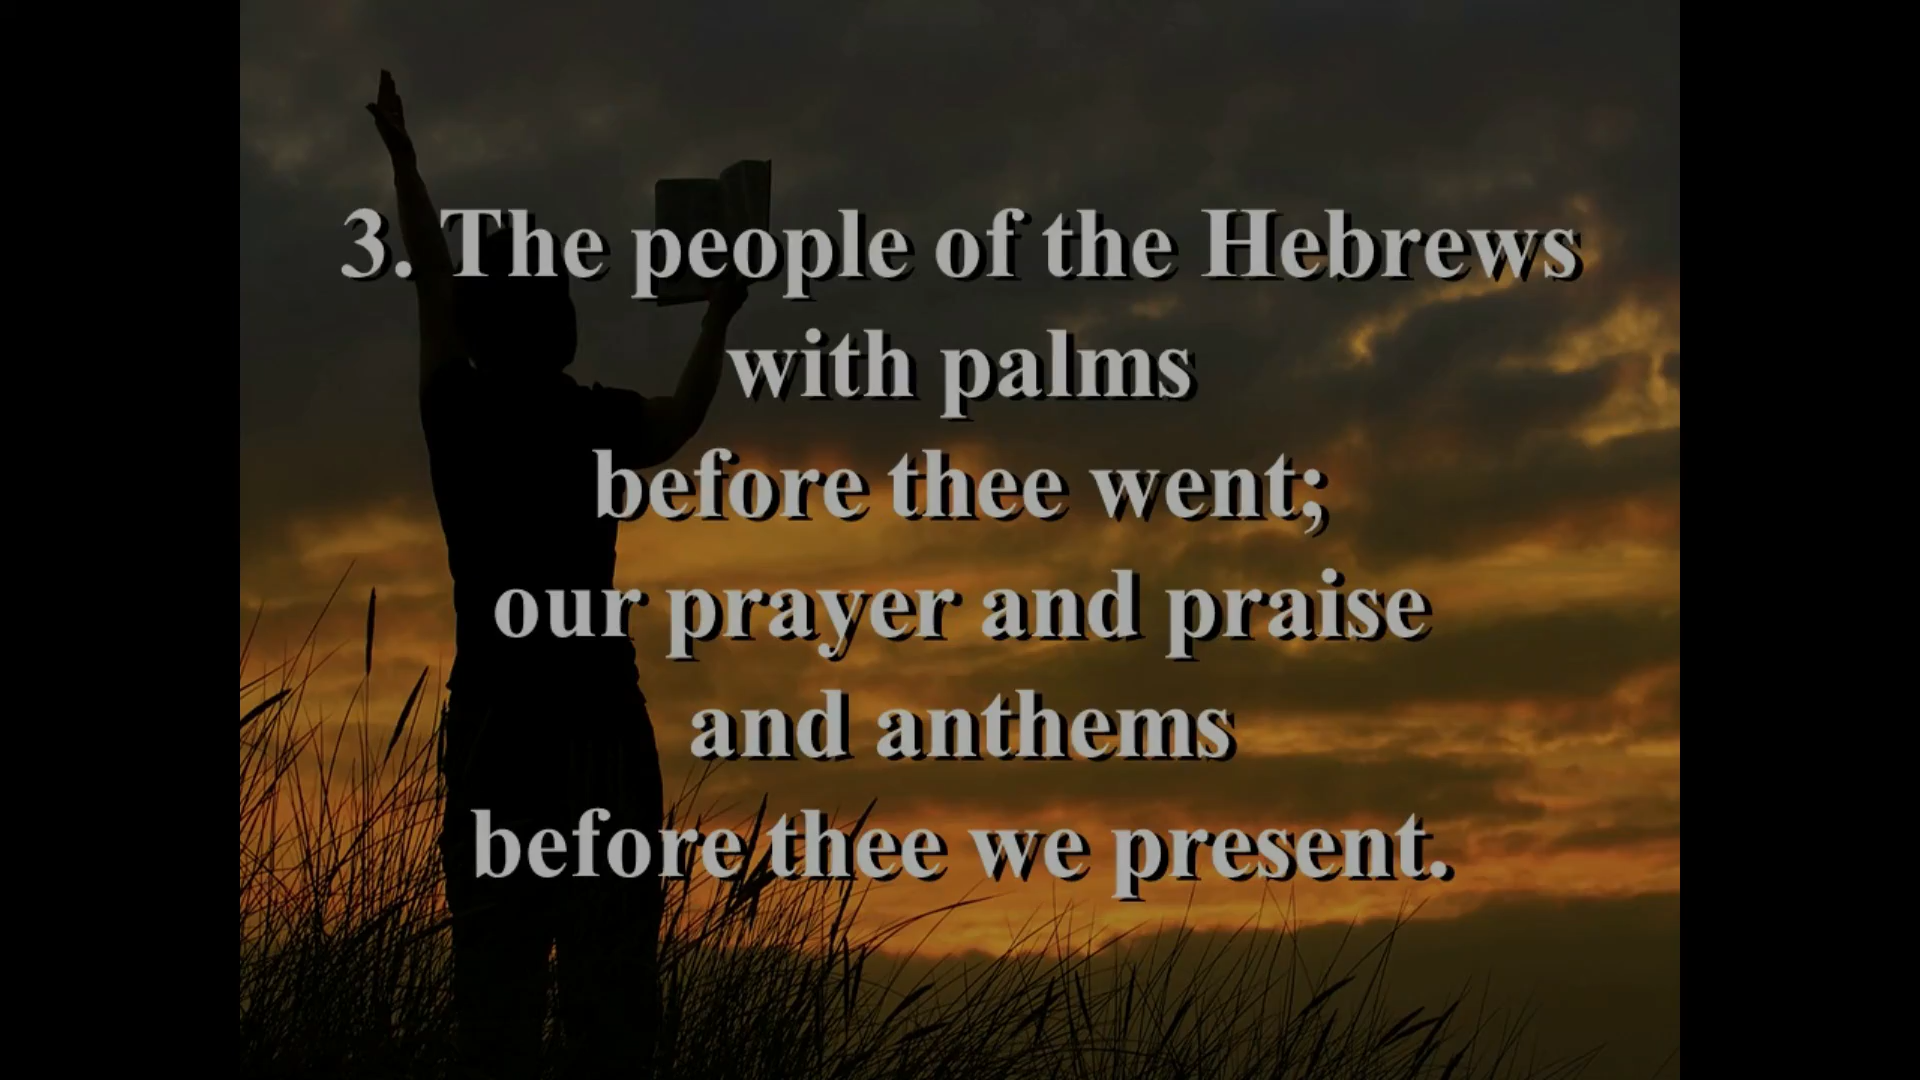 3. The people of the Hebrews
with palms
before thee went;
our prayer and praise
and anthems
before thee we present.